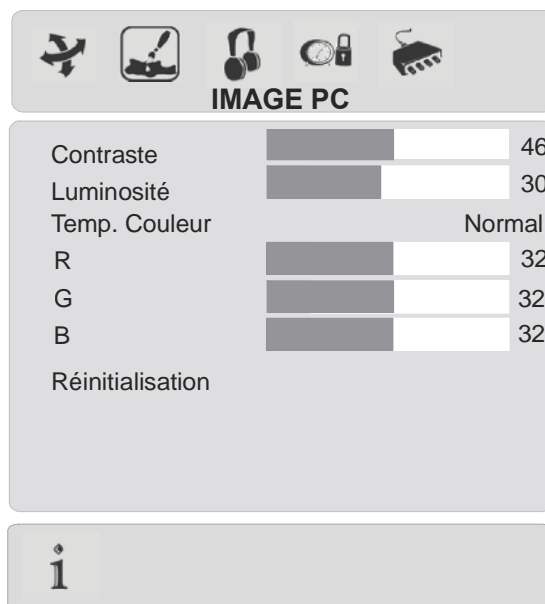 IMAGE PC
Contraste 46
Luminosité 30
Temp. Couleur Normal
R 32
G 32
B 32
Réinitialisation
i